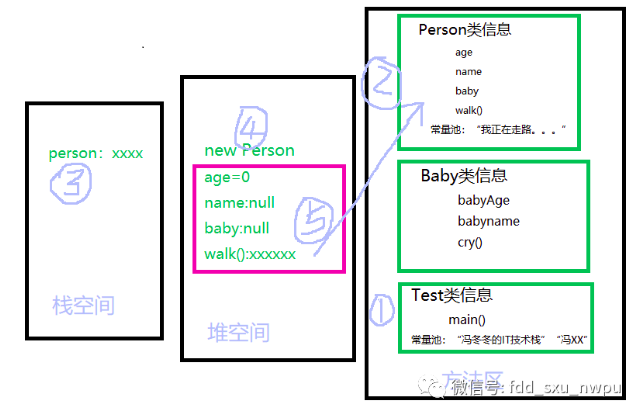 person：xxxx
③
栈空间
④
new Person
age=0
name:null
baby:null
walk():xxxxxx
⑤
堆空间
②
Person类信息
age
name
baby
walk()
常量池：“我正在走路。。。”
Baby类信息
babyAge
babyname
cry()
①
Test类信息
main()
常量池：“冯冬冬的IT技术栈” “冯XX”
方法区
微信号: fdd_sxu_nwpu